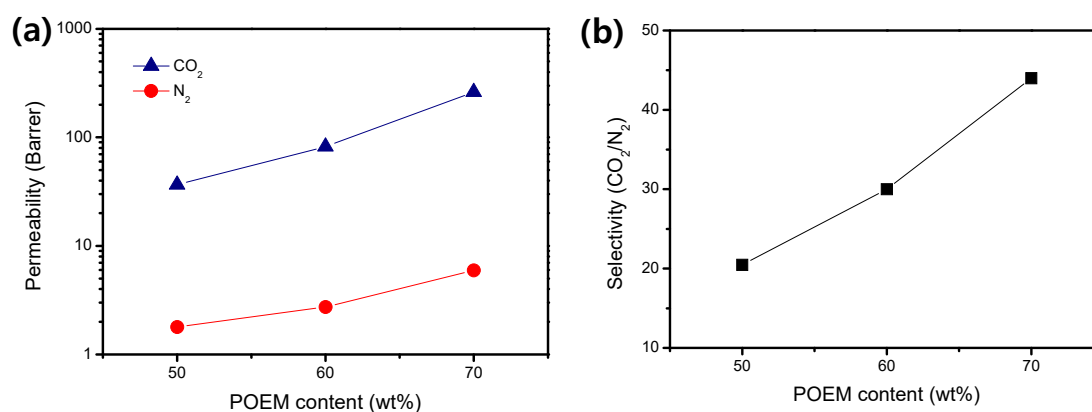 (a)
1000
100
10
1
Permeability (Barrer)
CO₂
N₂
50 60 70
POEM content (wt%)
(b)
50
40
30
20
10
Selectivity (CO₂/N₂)
50 60 70
POEM content (wt%)